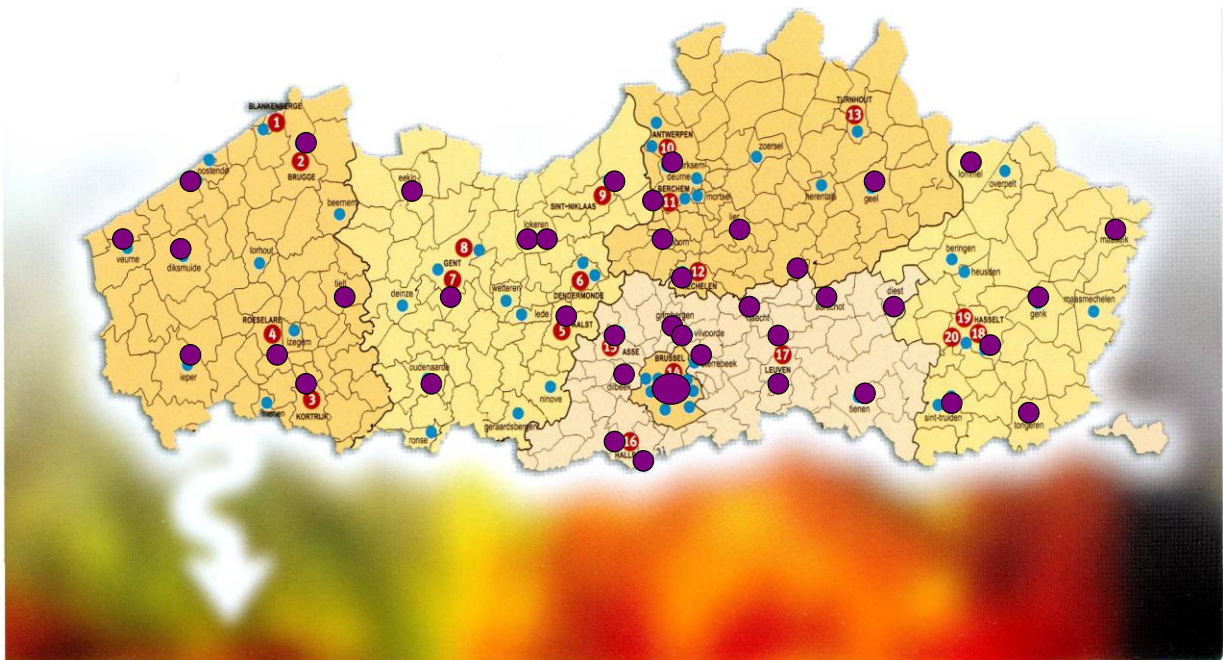 BLANKENBERGE
1
2
BRUGGE
oostende
beernem
veurne
diksmuide
torhout
tielt
ROESELARE
4
izegem
ieper
menen
3
KORTRIJK
eeklo
SINT-NIKLAAS
9
lokeren
8
GENT
7
deinze
wetteren
6
DENDERMONDE
lede
5
AALST
oudenaarde
ninove
geraardsbergen
ronse
TURNHOUT
13
ANTWERPEN
10
zoersel
deurne
BERCHEM
11
mortsel
herentals
geel
lier
boom
12
MECHELEN
grimbergen
vilvoorde
haacht
aarschot
diest
15
ASSE
BRUSSEL
14
sterrebeek
dilbeek
17
LEUVEN
tienen
16
HALLE
lommel
overpelt
maaseik
beringen
heusden
genk
maasmechelen
19
HASSELT
20
18
sint-truiden
tongeren